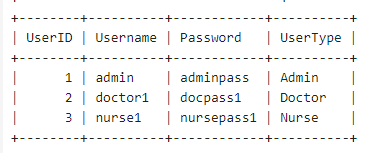 +--------+----------+------------+----------+
| UserID | Username | Password   | UserType |
+--------+----------+------------+----------+
|      1 | admin    | adminpass  | Admin    |
|      2 | doctor1  | docpass1   | Doctor   |
|      3 | nurse1   | nursepass1 | Nurse    |
+--------+----------+------------+----------+